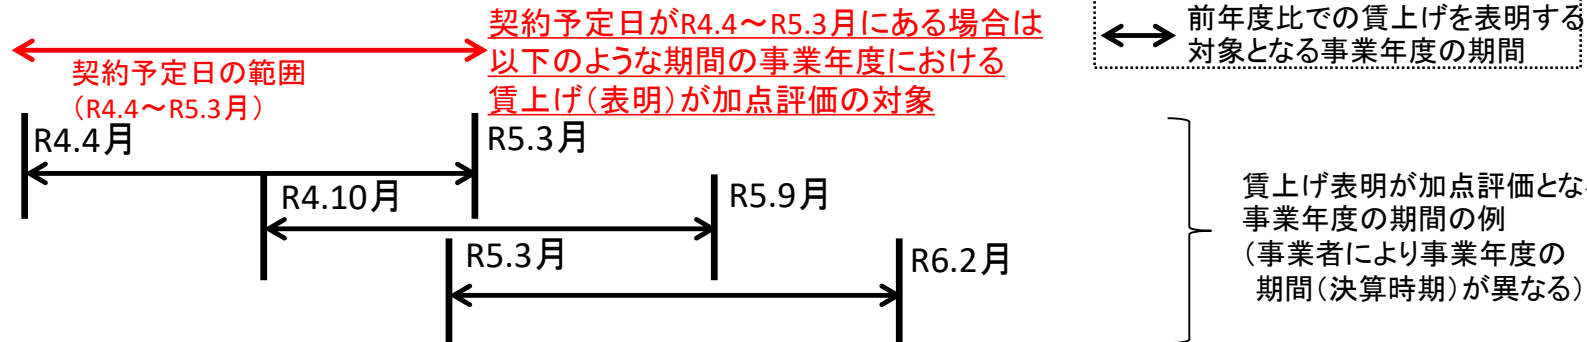 契約予定日がR4.4～R5.3月にある場合は
以下のような期間の事業年度における
賃上げ（表明）が加点評価の対象
前年度比での賃上げを表明する
対象となる事業年度の期間
契約予定日の範囲
（R4.4～R5.3月）
R4.4月
R5.3月
R4.10月
R5.9月
R5.3月
R6.2月
賃上げ表明が加点評価とな
事業年度の期間の例
（事業者により事業年度の
期間（決算時期）が異なる）